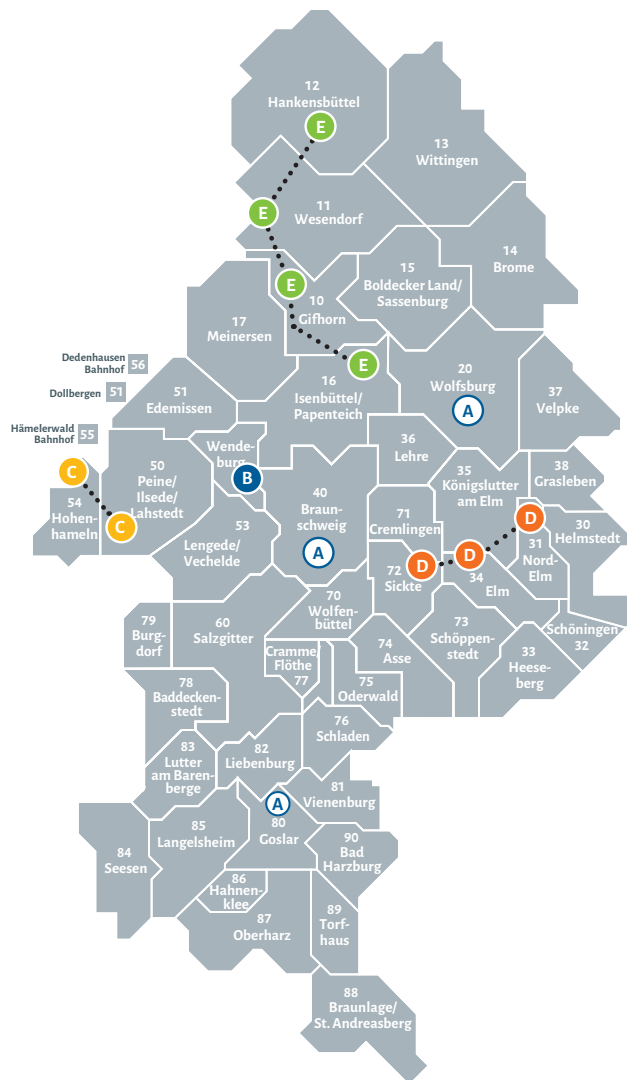 12
Hankensbüttel
E
13
Wittingen
E
11
Wesendorf
14
Brome
15
Boldecker Land/
Sassenburg
E
10
Gifhorn
17
Meinersen
Dedenhausen
Bahnhof
56
E
16
Isenbüttel/
Papenteich
20
Wolfsburg
A
37
Velpke
Dollbergen
51
51
Edemissen
Hämelerwald
Bahnhof
55
Wende-
burg
B
36
Lehre
C
50
Peine/
Ilsede/
Lahstedt
35
Königslutter
am Elm
38
Grasleben
40
Braun-
schweig
A
54
Hohen-
hameln
C
53
Lengede/
Vechelde
71
Cremlingen
D
30
Helmstedt
31
Nord-
Elm
D
D
72
Sickte
34
Elm
70
Wolfen-
büttel
79
Burg-
dorf
60
Salzgitter
73
Schöppen-
stedt
Schöningen
32
33
Heese-
berg
74
Asse
Cramme/
Flöthe
77
75
Oderwald
78
Baddecken-
stedt
76
Schladen
83
Lutter
am Baren-
berge
82
Liebenburg
81
Vienenburg
A
80
Goslar
85
Langelsheim
90
Bad
Harzburg
84
Seesen
86
Hahnen-
klee
87
Oberharz
89
Torf-
haus
88
Braunlage/
St. Andreasberg